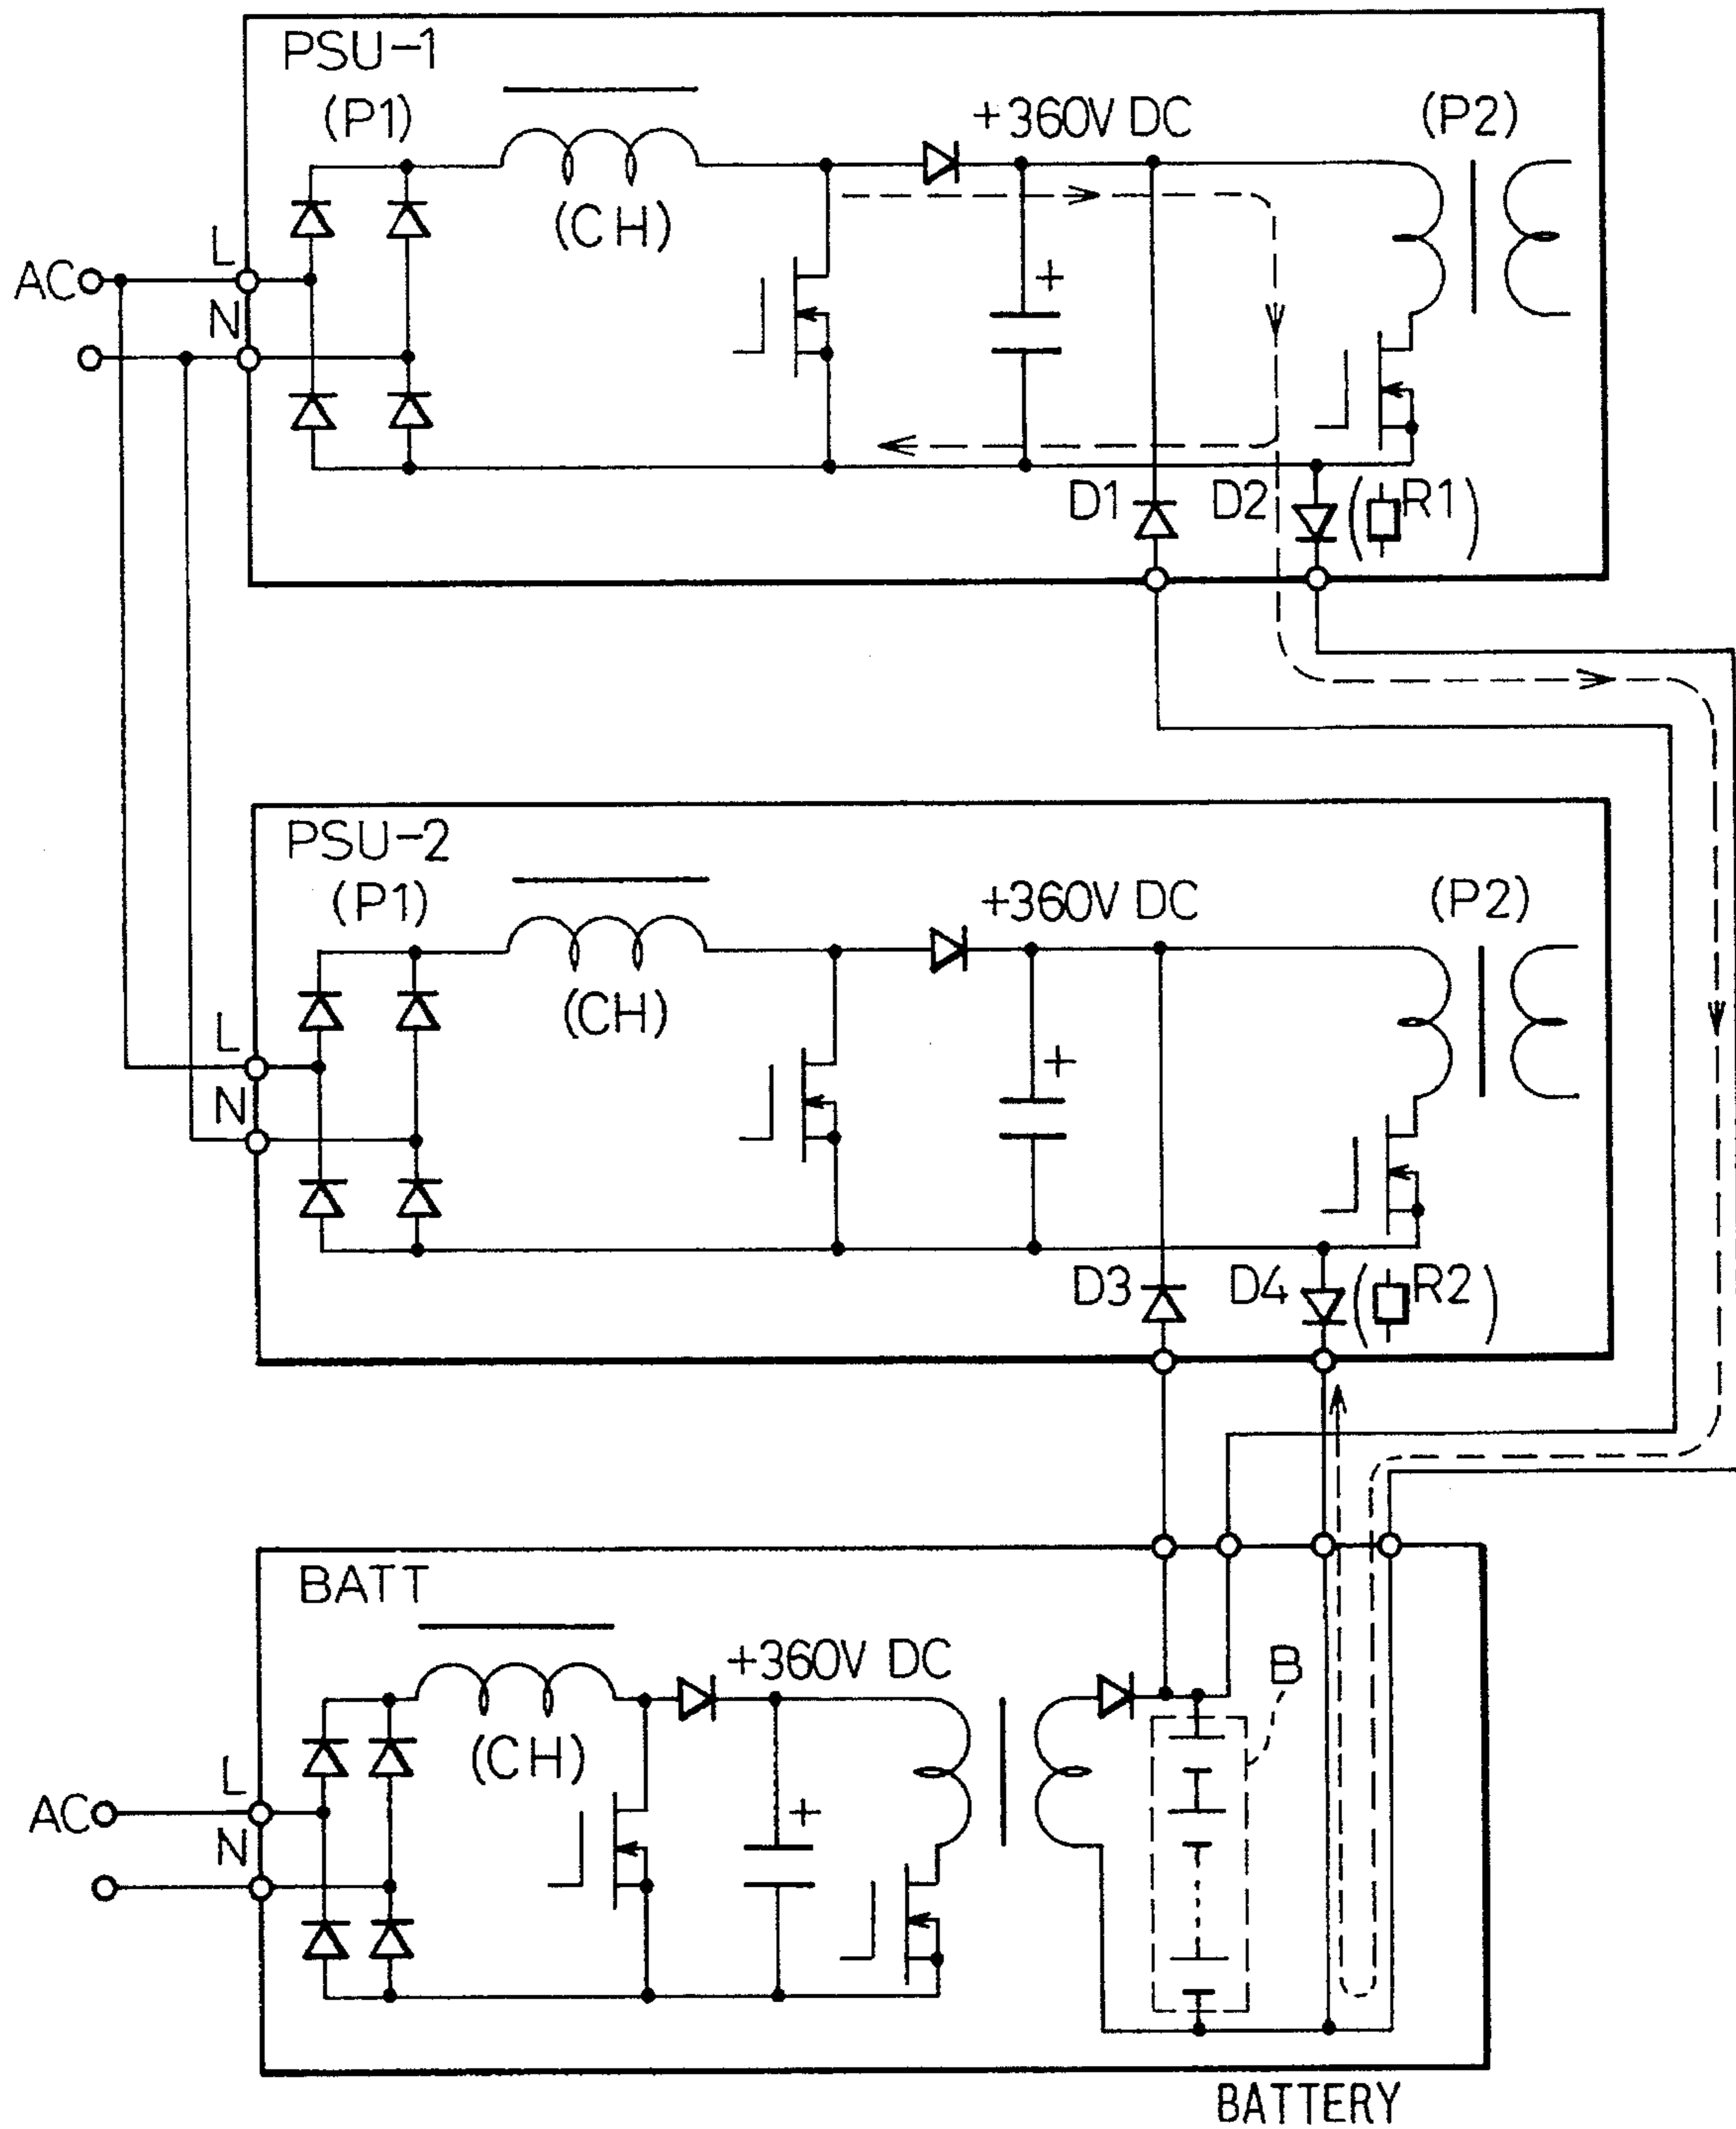 PSU-1
(P1)
+360V DC
(P2)
L
(CH)
AC
N
+
D1
D2
(R1)
PSU-2
(P1)
+360V DC
(P2)
(CH)
L
+
N
D3
D4
(R2)
BATT
+360V DC
B
(CH)
L
AC
+
N
BATTERY